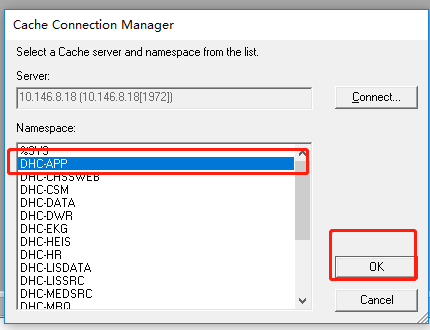 Cache Connection Manager
Select a Cache server and namespace from the list.
Server:
10.146.8.18 (10.146.8.18[1972])
Connect...
Namespace:
%SYS
DHC-APP
DHC-CHSSWEB
DHC-CSM
DHC-DATA
DHC-DWR
DHC-EKG
DHC-HEIS
DHC-HR
DHC-LISDATA
DHC-LISSRC
DHC-MEDSRC
DHC-MRQ
OK
Cancel